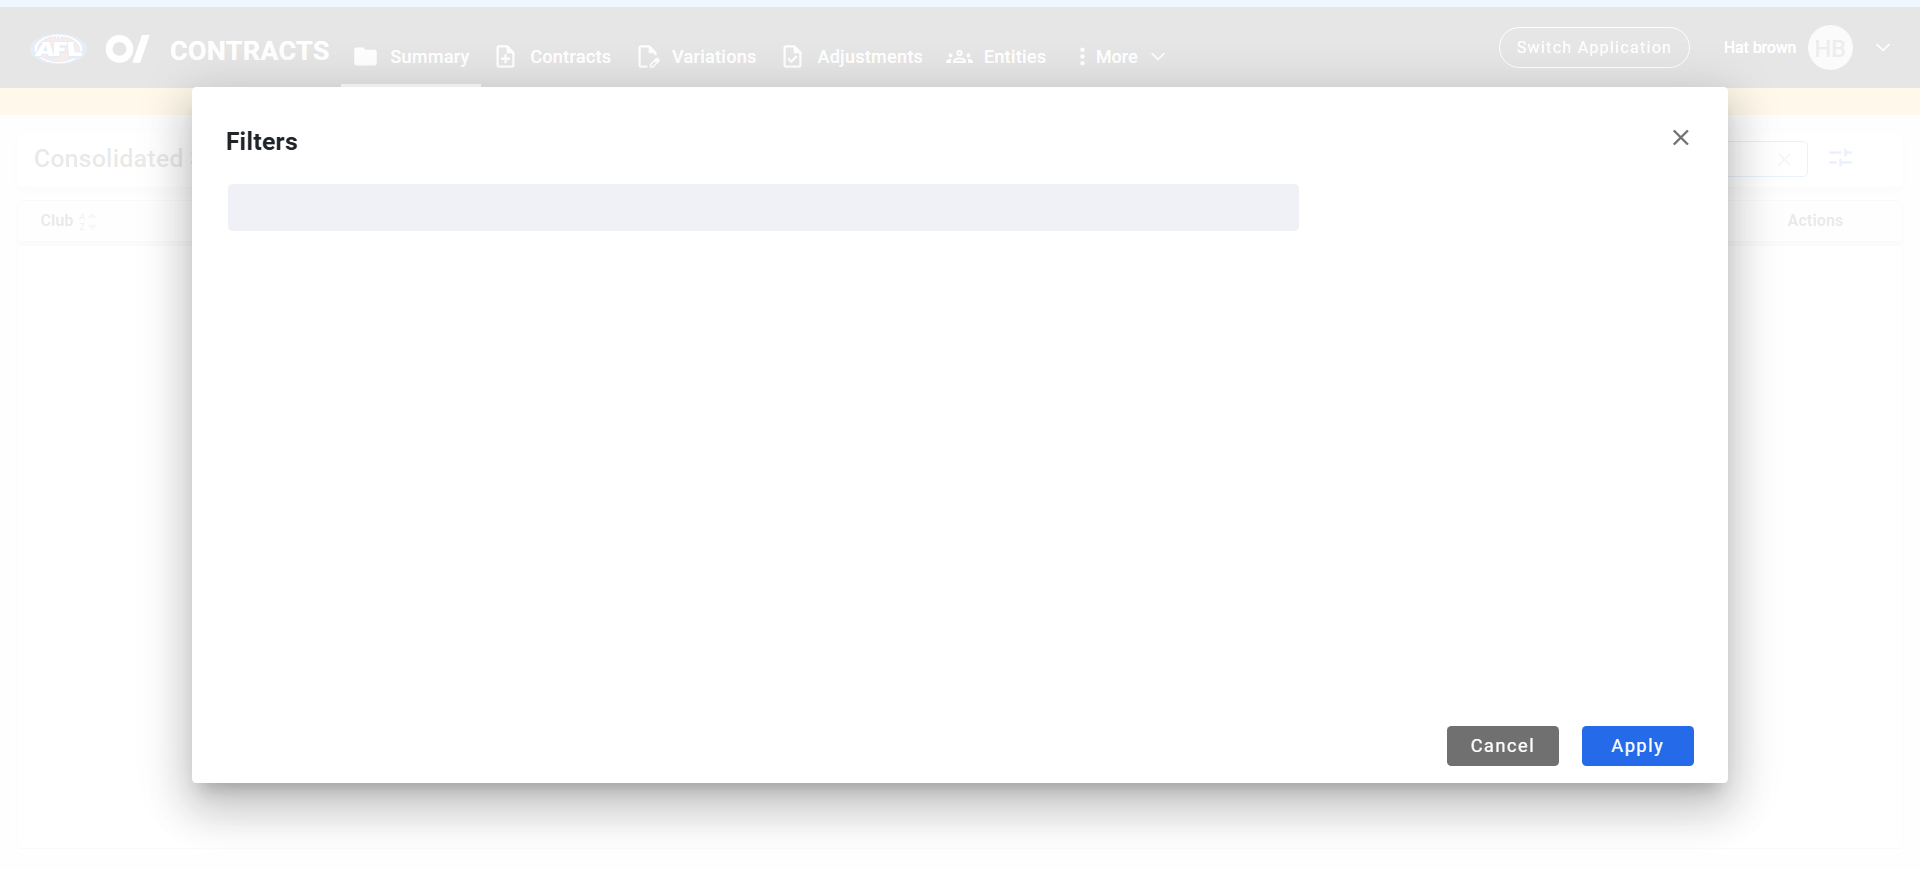 AFL
CONTRACTS
Summary
Contracts
Variations
Adjustments
Entities
More
Switch Application
Hat brown
HB
Filters
Consolidated
Club
Actions
Cancel
Apply